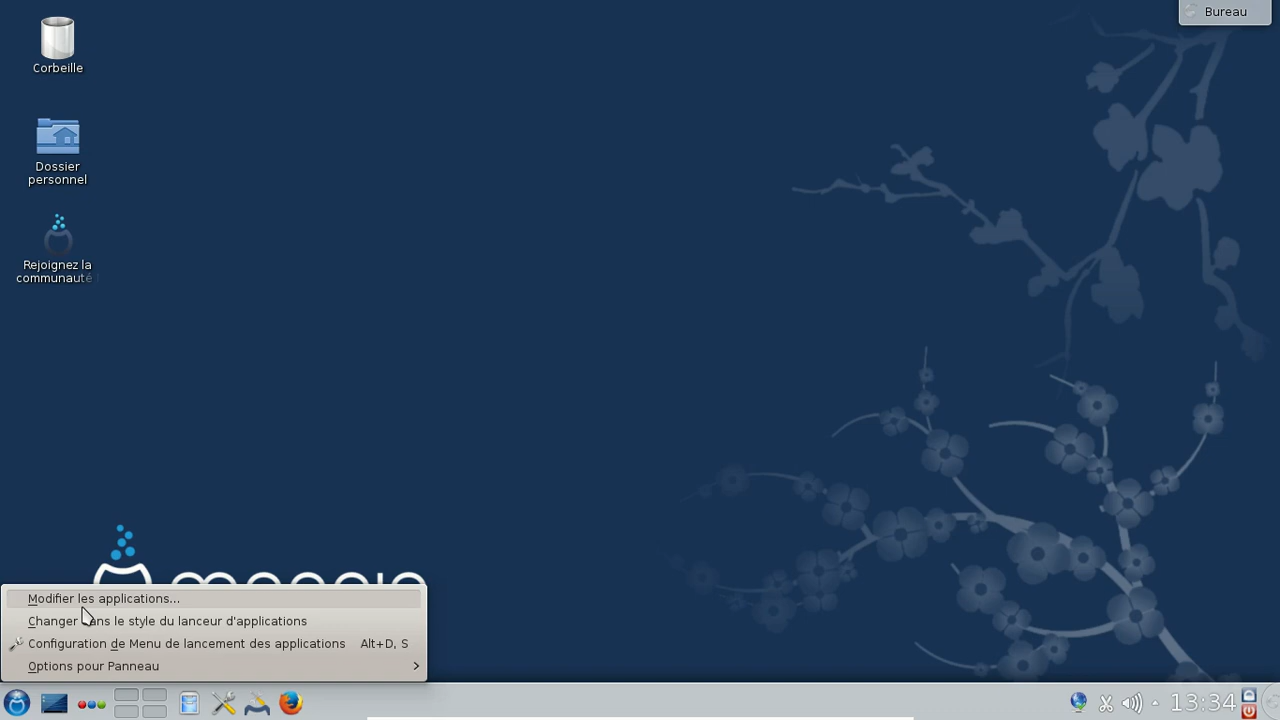 Bureau
Corbeille
Dossier
personnel
Rejoignez la
communauté
Modifier les applications...
Changer dans le style du lanceur d'applications
Configuration de Menu de lancement des applications Alt+D, S
Options pour Panneau
13:34